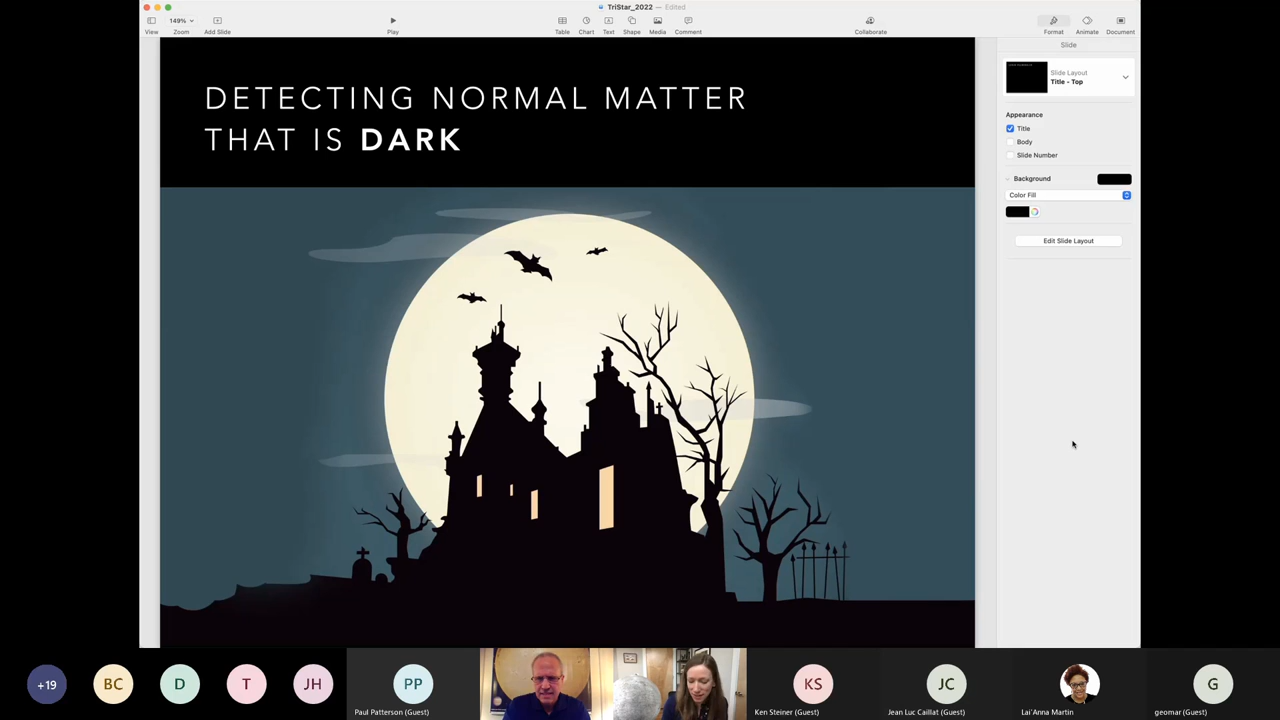 TriStar_2022 — Edited
149%
View
Zoom
Add Slide
Play
Table
Chart
Text
Shape
Media
Comment
Collaborate
Format
Animate
Document
DETECTING NORMAL MATTER
THAT IS DARK
Slide
Slide Layout
Title - Top
Appearance
Title
Body
Slide Number
Background
Color Fill
Edit Slide Layout
+19
BC
D
T
JH
PP
KS
JC
G
Paul Patterson (Guest)
Ken Steiner (Guest)
Jean Luc Caillat (Guest)
Lai'Anna Martin
geomar (Guest)